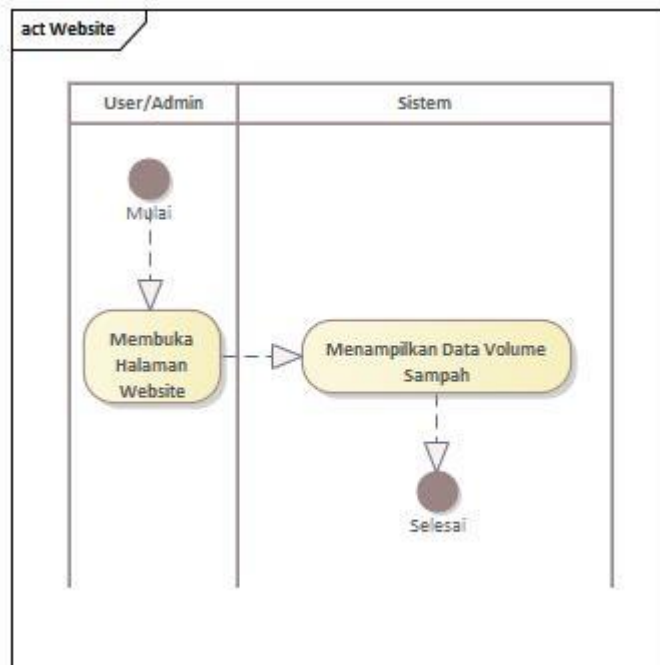 act Website
User/Admin
Sistem
Mulai
Membuka
Halaman
Website
Menampilkan Data Volume
Sampah
Selesai